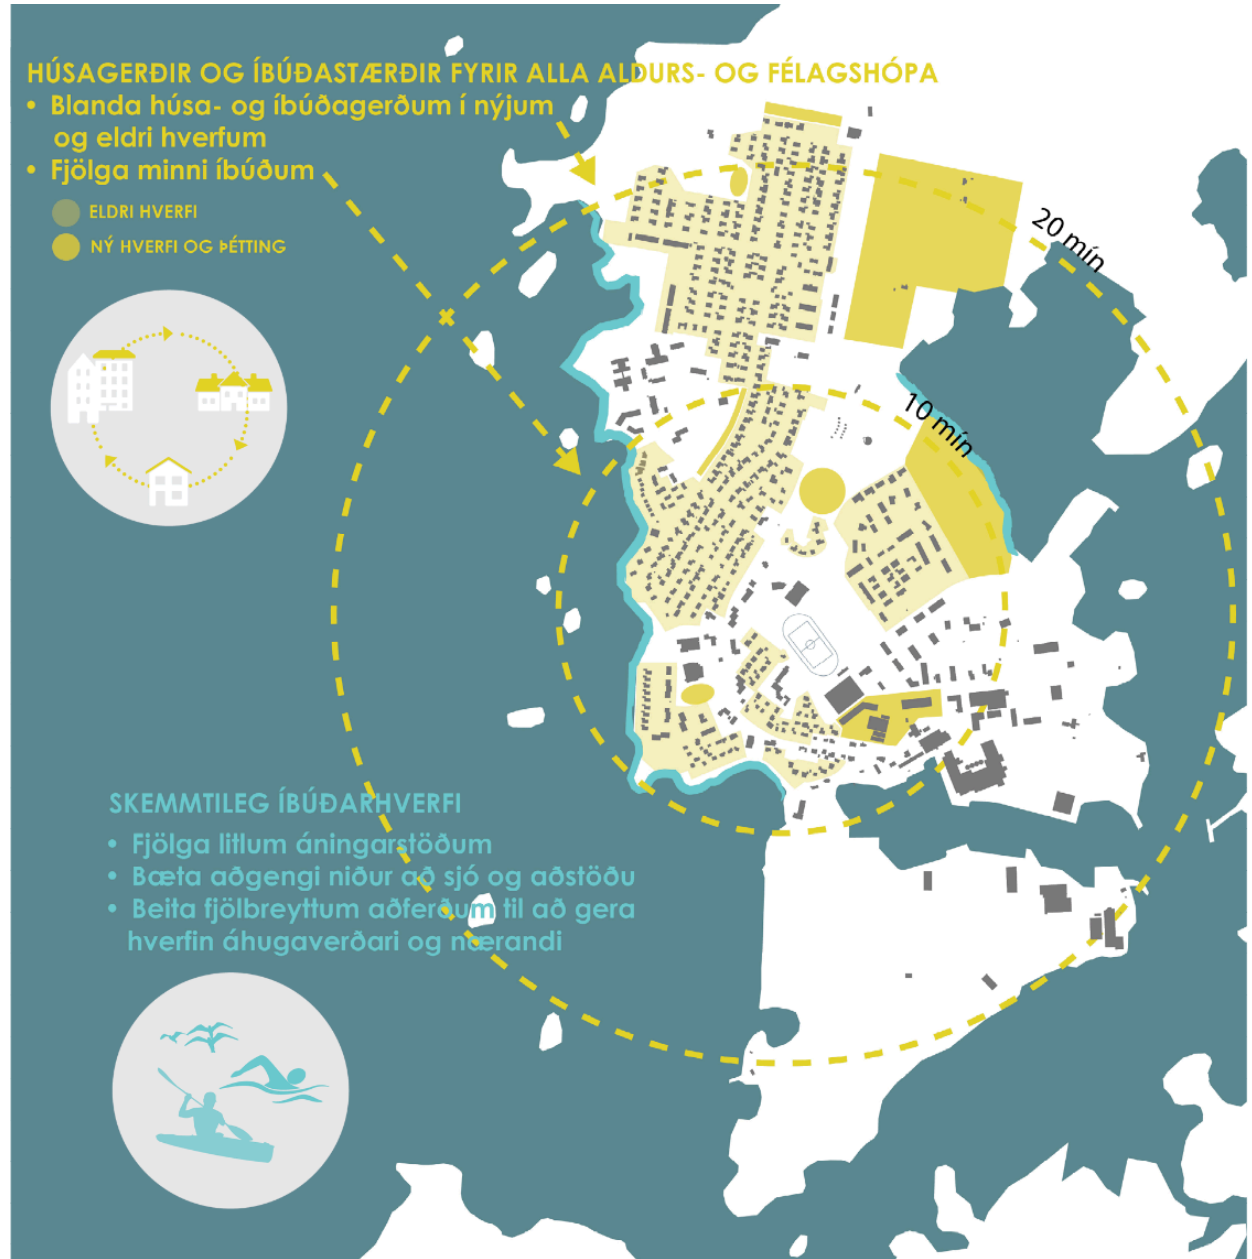 HÚSAGERÐIR OG ÍBÚÐASTÆRÐIR FYRIR ALLA ALDURS- OG FÉLAGSHÓPA
• Blanda húsa- og íbúðagerðum í nýjum
og eldri hverfum
• Fjölga minni íbúðum
ELDRI HVERFI
NÝ HVERFI OG ÞÉTTING
20 mín
10 mín
SKEMMTILEG ÍBÚÐARHVERFI
• Fjölga litlum áningarstöðum
• Bæta aðgengi niður að sjó og aðstöðu
• Beita fjölbreyttum aðferðum til að gera
hverfin áhugaverðari og nærandi